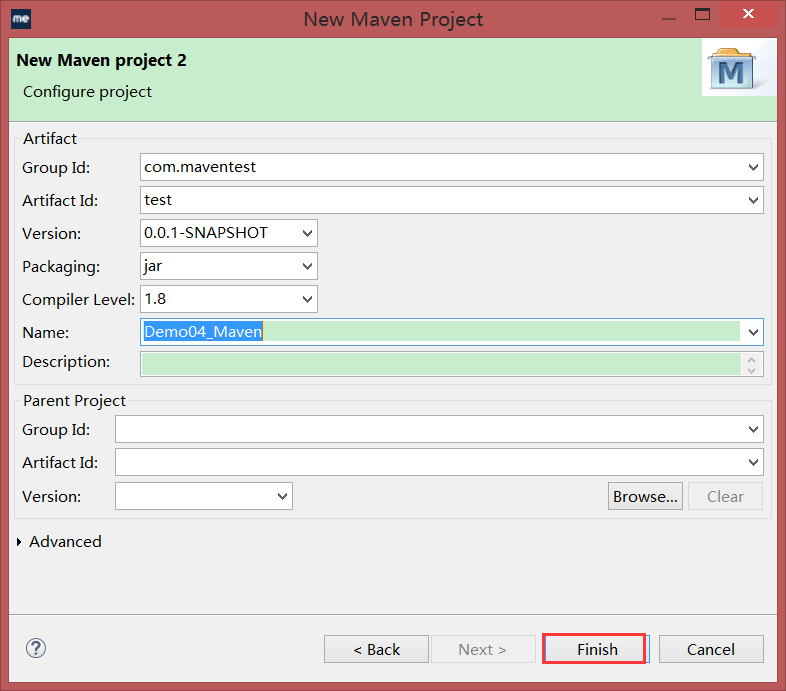 me New Maven Project
New Maven project 2
Configure project
M
Artifact
Group Id: com.maventest
Artifact Id: test
Version: 0.0.1-SNAPSHOT
Packaging: jar
Compiler Level: 1.8
Name: Demo04_Maven
Description:
Parent Project
Group Id:
Artifact Id:
Version: Browse... Clear
Advanced
? < Back Next > Finish Cancel